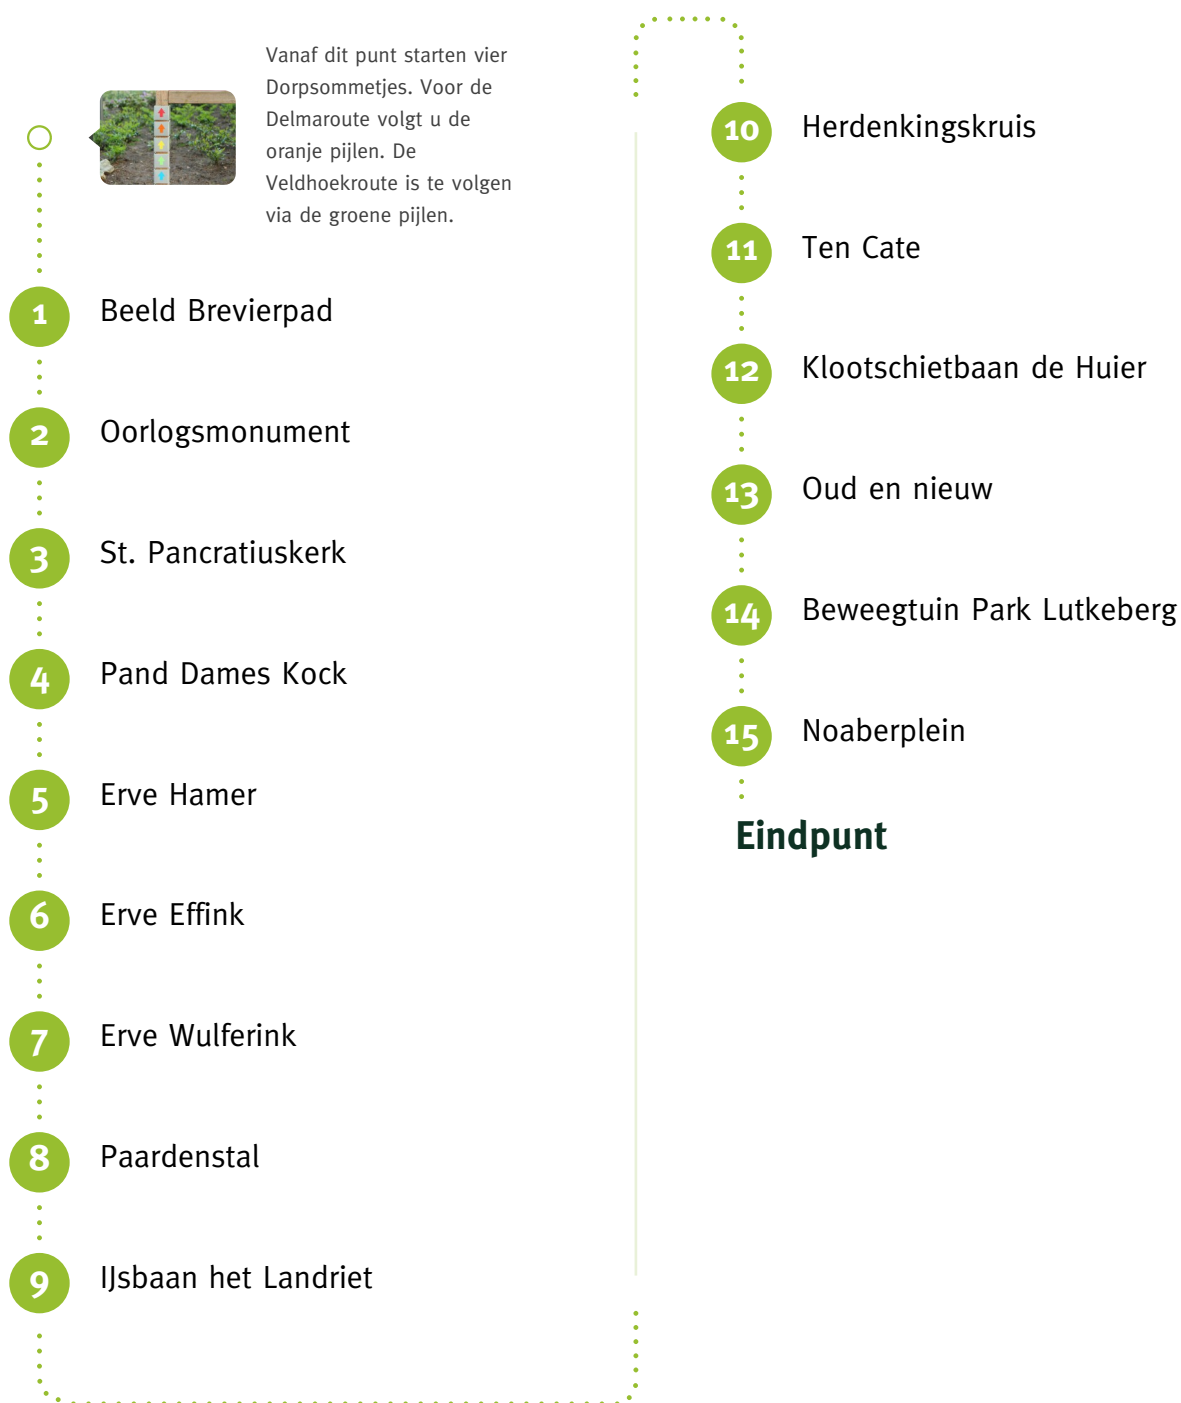 Vanaf dit punt starten vier
Dorpsommetjes. Voor de
Delmaroute volgt u de
oranje pijlen. De
Veldhoekroute is te volgen
via de groene pijlen.
1 Beeld Brevierpad
2 Oorlogsmonument
3 St. Pancratiuskerk
4 Pand Dames Kock
5 Erve Hamer
6 Erve Effink
7 Erve Wulferink
8 Paardenstal
9 IJsbaan het Landriet
10 Herdenkingskruis
11 Ten Cate
12 Klootschietbaan de Huier
13 Oud en nieuw
14 Beweegtuin Park Lutkeberg
15 Noaberplein
Eindpunt